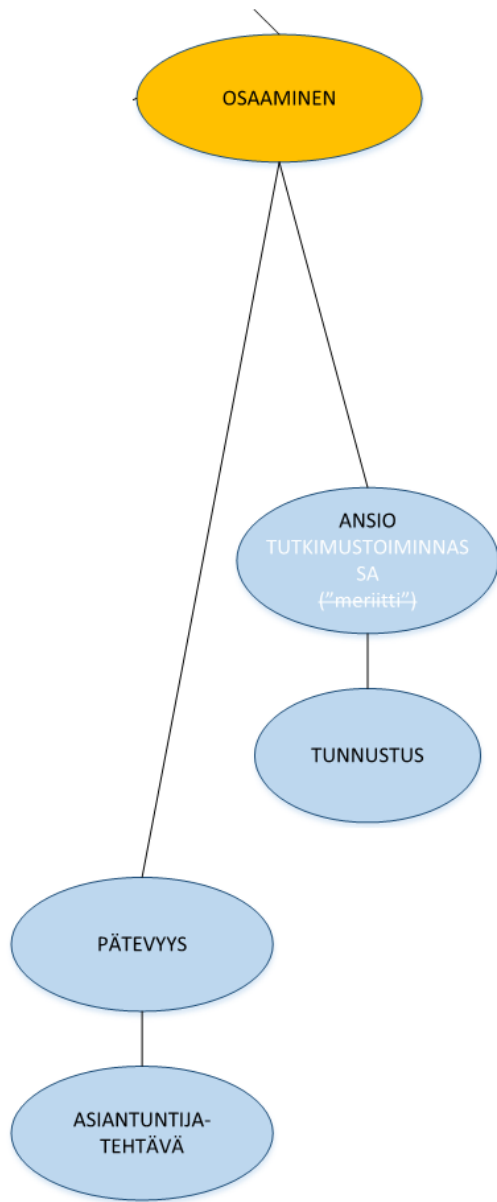 OSAAMINEN
ANSIO
TUTKIMUSTOIMINNAS
SA
("meriitti")
TUNNUSTUS
PÄTEVYYS
ASIANTUNTIJA-
TEHTÄVÄ